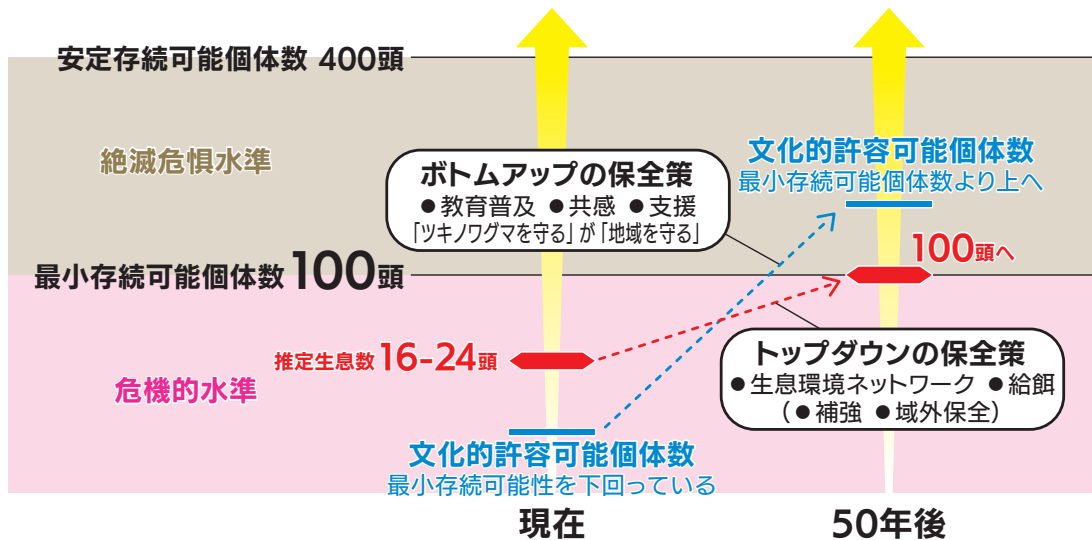 安定存続可能個体数 400頭
絶滅危惧水準
ボトムアップの保全策
●教育普及 ●共感 ●支援
「ツキノワグマを守る」が「地域を守る」
文化的許容可能個体数
最小存続可能個体数より上へ
最小存続可能個体数100頭
100頭へ
推定生息数 16-24頭
危機的水準
トップダウンの保全策
●生息環境ネットワーク ●給餌
(●補強 ●域外保全)
文化的許容可能個体数
最小存続可能性を下回っている
現在
50年後